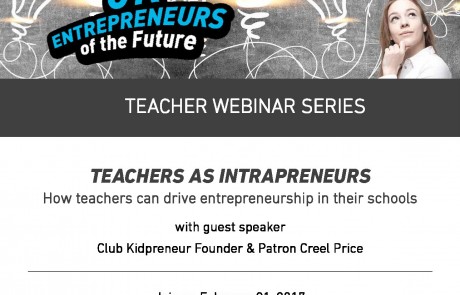 ENTREPRENEURS
of the Future
TEACHER WEBINAR SERIES
TEACHERS AS INTRAPRENEURS
How teachers can drive entrepreneurship in their schools
with guest speaker
Club Kidpreneur Founder & Patron Creel Price